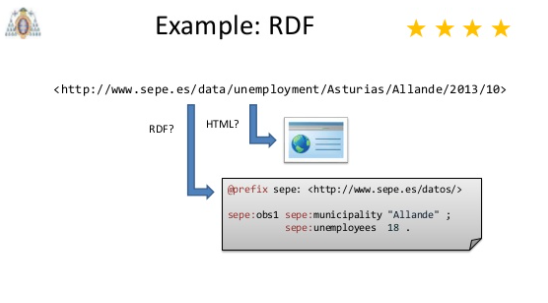 Example: RDF
<http://www.sepe.es/data/unemployment/Asturias/Allande/2013/10>
RDF?
HTML?
@prefix sepe: <http://www.sepe.es/datos/>
sepe:obs1 sepe:municipality "Allande" ;
sepe:unemployees 18 .